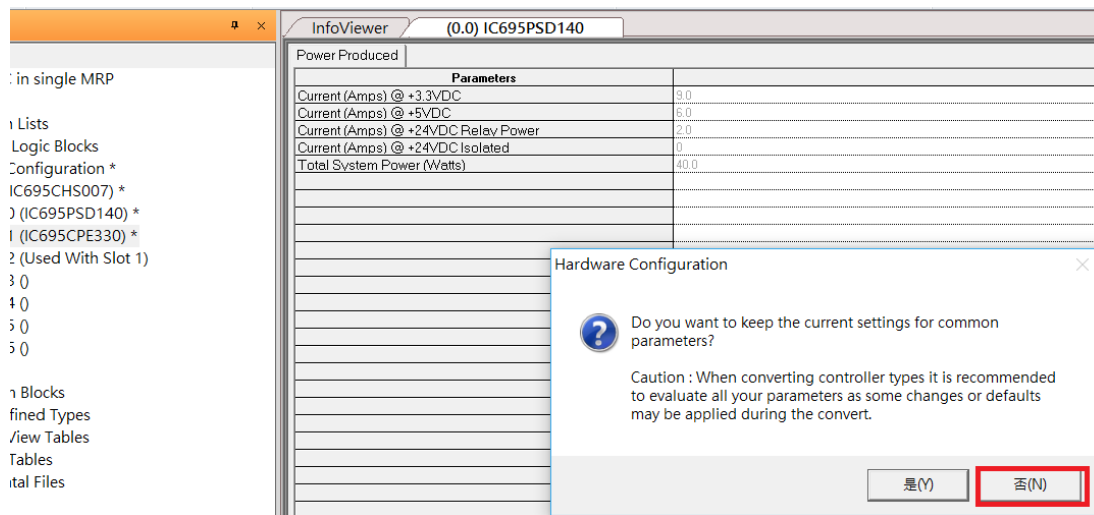 InfoViewer
(0.0) IC695PSD140
Power Produced
in single MRP
Lists
Logic Blocks
Configuration *
IC695CHS007) *
0 (IC695PSD140) *
1 (IC695CPE330) *
2 (Used With Slot 1)
3 ()
4 ()
5 ()
Blocks
fined Types
View Tables
Tables
ntal Files
Parameters
Current (Amps) @ +3.3VDC 9.0
Current (Amps) @ +5VDC 6.0
Current (Amps) @ +24VDC Relay Power 2.0
Current (Amps) @ +24VDC Isolated 0
Total System Power (Watts) 40.0
Hardware Configuration
Do you want to keep the current settings for common
parameters?
Caution : When converting controller types it is recommended
to evaluate all your parameters as some changes or defaults
may be applied during the convert.
是(Y)
否(N)